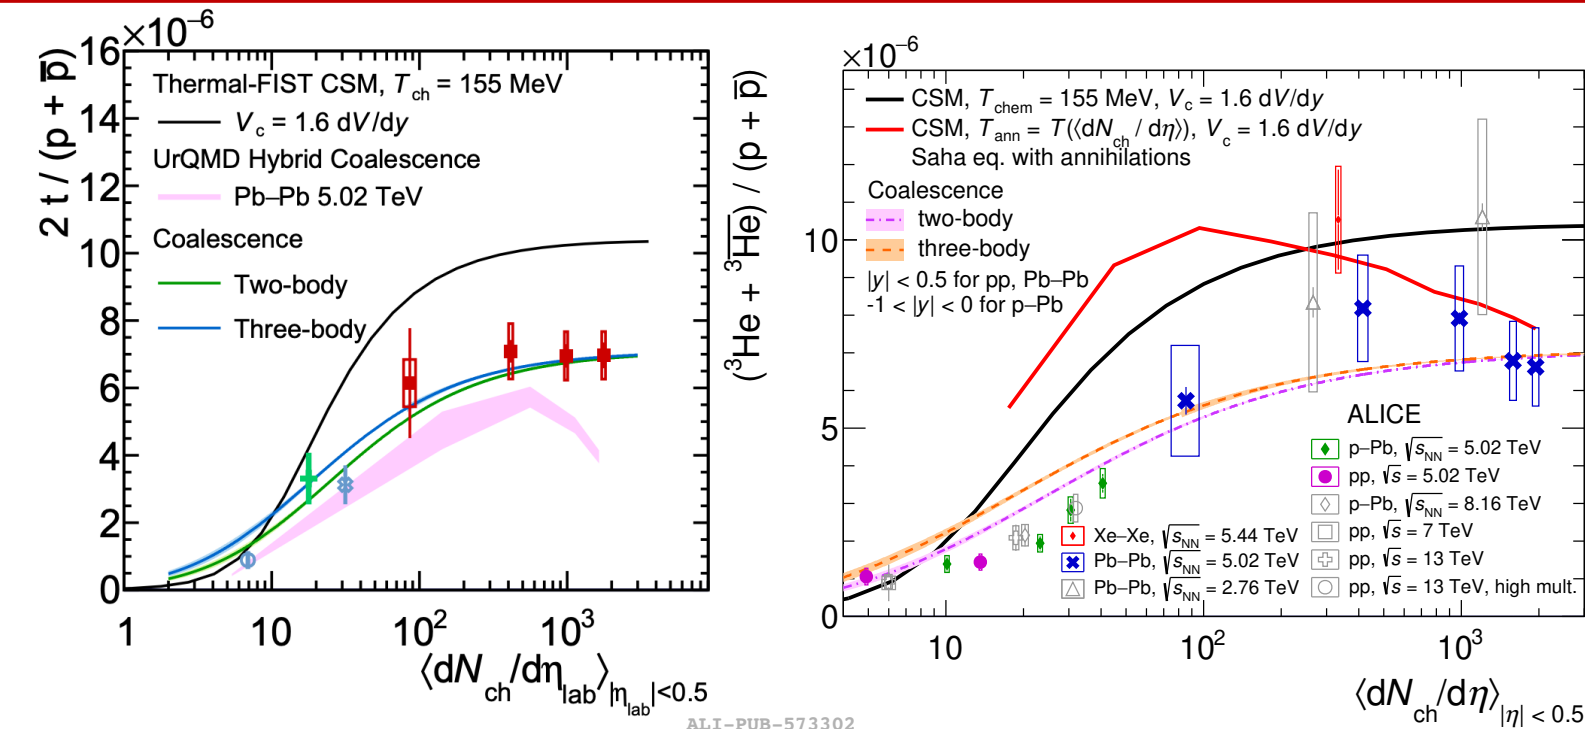 16×10⁻⁶
14
12
10
8
6
4
2
0
2 t / (p + p̅)
Thermal-FIST CSM, T_ch = 155 MeV
V_c = 1.6 dV/dy
UrQMD Hybrid Coalescence
Pb–Pb 5.02 TeV
Coalescence
Two-body
Three-body
1 10 10² 10³
⟨dN_ch/dη_lab⟩_|η_lab|<0.5
×10⁻⁶
10
5
0
(³He + ³H̅e̅) / (p + p̅)
CSM, T_chem = 155 MeV, V_c = 1.6 dV/dy
CSM, T_ann = T(⟨dN_ch / dη⟩), V_c = 1.6 dV/dy
Saha eq. with annihilations
Coalescence
two-body
three-body
|y| < 0.5 for pp, Pb–Pb
-1 < |y| < 0 for p–Pb
ALICE
p–Pb, √s_NN = 5.02 TeV
pp, √s = 5.02 TeV
p–Pb, √s_NN = 8.16 TeV
pp, √s = 7 TeV
pp, √s = 13 TeV
pp, √s = 13 TeV, high mult.
Xe–Xe, √s_NN = 5.44 TeV
Pb–Pb, √s_NN = 5.02 TeV
Pb–Pb, √s_NN = 2.76 TeV
10 10² 10³
⟨dN_ch/dη⟩_|η| < 0.5
ALI-PUB-573302